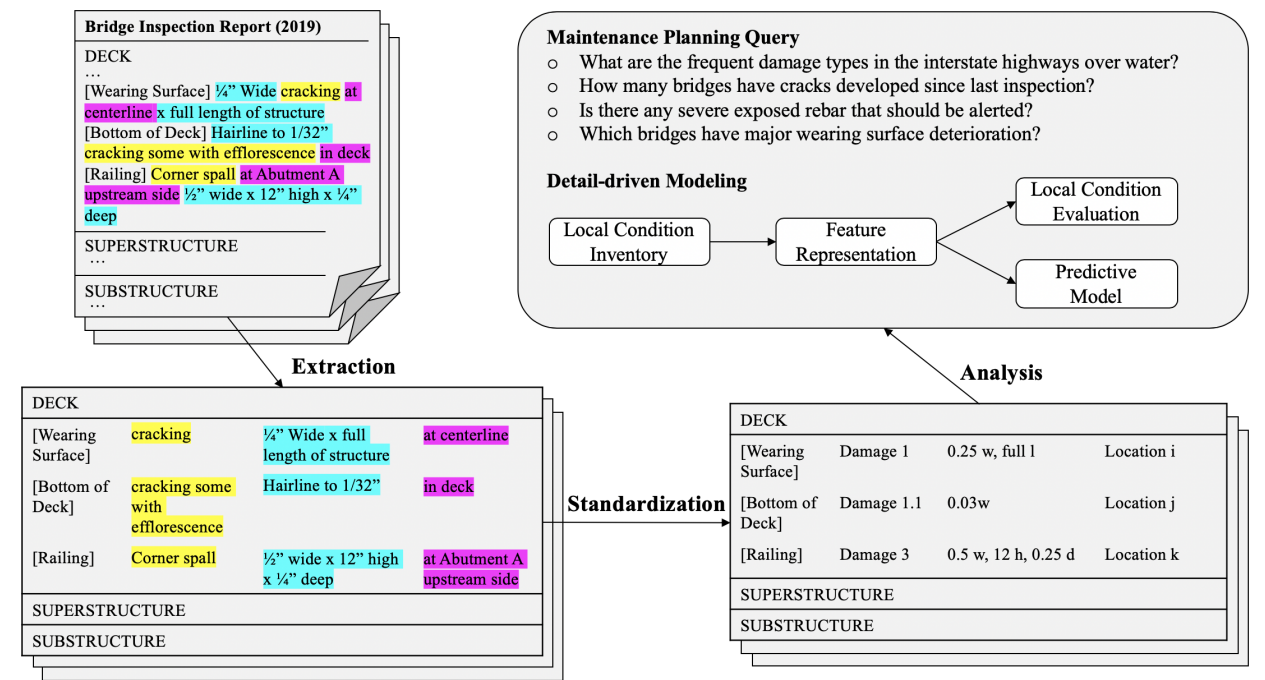 Bridge Inspection Report (2019)
DECK
…
[Wearing Surface] ¼” Wide cracking at
centerline x full length of structure
[Bottom of Deck] Hairline to 1/32”
cracking some with efflorescence in deck
[Railing] Corner spall at Abutment A
upstream side ½” wide x 12” high x ¼”
deep
SUPERSTRUCTURE
…
SUBSTRUCTURE
…
Maintenance Planning Query
o What are the frequent damage types in the interstate highways over water?
o How many bridges have cracks developed since last inspection?
o Is there any severe exposed rebar that should be alerted?
o Which bridges have major wearing surface deterioration?
Detail-driven Modeling
Local Condition
Inventory
Feature
Representation
Local Condition
Evaluation
Predictive
Model
Extraction
DECK
[Wearing
Surface]
cracking
¼” Wide x full
length of structure
at centerline
[Bottom of
Deck]
cracking some
with
efflorescence
Hairline to 1/32”
in deck
[Railing]
Corner spall
½” wide x 12” high
x ¼” deep
at Abutment A
upstream side
SUPERSTRUCTURE
SUBSTRUCTURE
Standardization
Analysis
DECK
[Wearing
Surface]
Damage 1
0.25 w, full l
Location i
[Bottom of
Deck]
Damage 1.1
0.03w
Location j
[Railing]
Damage 3
0.5 w, 12 h, 0.25 d
Location k
SUPERSTRUCTURE
SUBSTRUCTURE